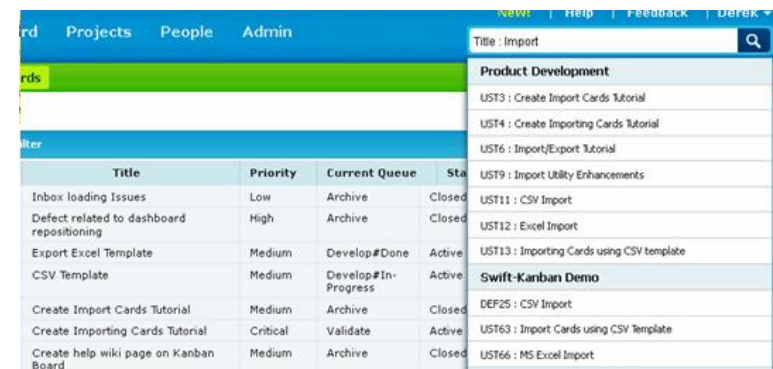 New! | Help | Feedback | Derek
rd Projects People Admin
Title : Import
rds
ilter
Title Priority Current Queue Sta
Inbox loading Issues Low Archive Closed
Defect related to dashboard High Archive Closed
repositioning
Export Excel Template Medium Develop#Done Active
CSV Template Medium Develop#In- Active
Progress
Create Import Cards Tutorial Medium Archive Closed
Create Importing Cards Tutorial Critical Validate Active
Create help wiki page on Kanban Medium Archive Closed
Board
Product Development
UST3 : Create Import Cards Tutorial
UST4 : Create Importing Cards Tutorial
UST6 : Import/Export Tutorial
UST9 : Import Utility Enhancements
UST11 : CSV Import
UST12 : Excel Import
UST13 : Importing Cards using CSV template
Swift-Kanban Demo
DEF25 : CSV Import
UST63 : Import Cards using CSV Template
UST66 : MS Excel Import